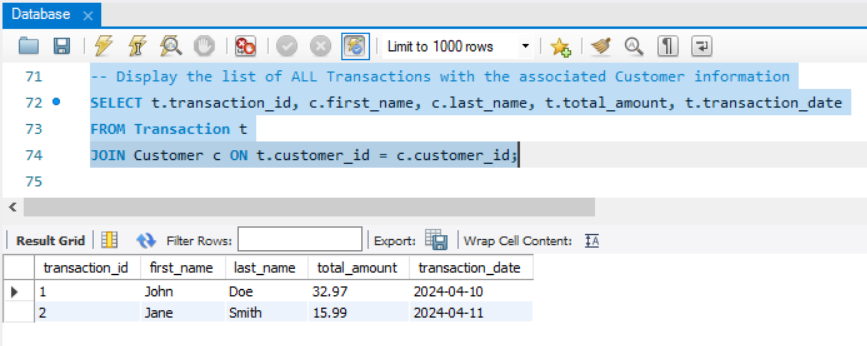 Database ×
Limit to 1000 rows
71 -- Display the list of ALL Transactions with the associated Customer information
72 SELECT t.transaction_id, c.first_name, c.last_name, t.total_amount, t.transaction_date
73 FROM Transaction t
74 JOIN Customer c ON t.customer_id = c.customer_id;
75
Result Grid Filter Rows: Export: Wrap Cell Content:
transaction_id first_name last_name total_amount transaction_date
1 John Doe 32.97 2024-04-10
2 Jane Smith 15.99 2024-04-11